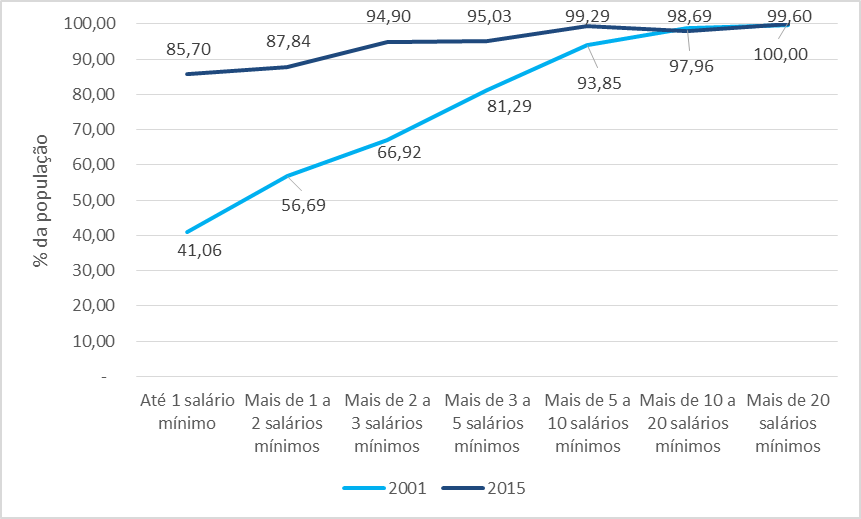 94,90
95,03
99,29
98,69
99,60
100,00
85,70
87,84
90,00
100,00
93,85
97,96
80,00
81,29
70,00
66,92
60,00
56,69
50,00
40,00
41,06
30,00
20,00
10,00
-
% da população
Até 1 salário
mínimo
Mais de 1 a
2 salários
mínimos
Mais de 2 a
3 salários
mínimos
Mais de 3 a
5 salários
mínimos
Mais de 5 a
10 salários
mínimos
Mais de 10 a
20 salários
mínimos
Mais de 20
salários
mínimos
2001
2015